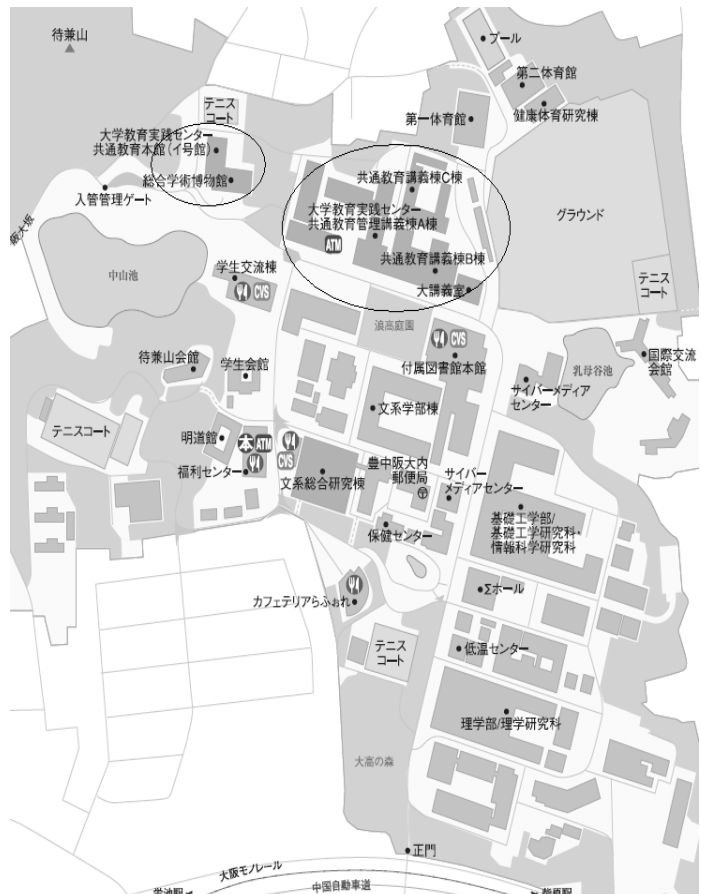 待兼山
プール
第二体育館
健康体育研究棟
第一体育館
テニス
コート
大学教育実践センター
共通教育本館(イ号館)
総合学術博物館
入管管理ゲート
阪大坂
共通教育講義棟C棟
大学教育実践センター
共通教育管理講義棟A棟
ATM
共通教育講義棟B棟
大講義室
グラウンド
テニス
コート
中山池
学生交流棟
CVS
浪高庭園
CVS
付属図書館本館
待兼山会館
学生会館
サイバーメディア
センター
乳母谷池
国際交流
会館
テニスコート
明道館
本
ATM
福利センター
CVS
文系学部棟
文系総合研究棟
豊中阪大内
郵便局
サイバー
メディアセンター
保健センター
基礎工学部/
基礎工学研究科・
情報科学研究科
カフェテリアらふぉれ
Σホール
テニス
コート
低温センター
理学部/理学研究科
大高の森
正門
大阪モノレール
中国自動車道